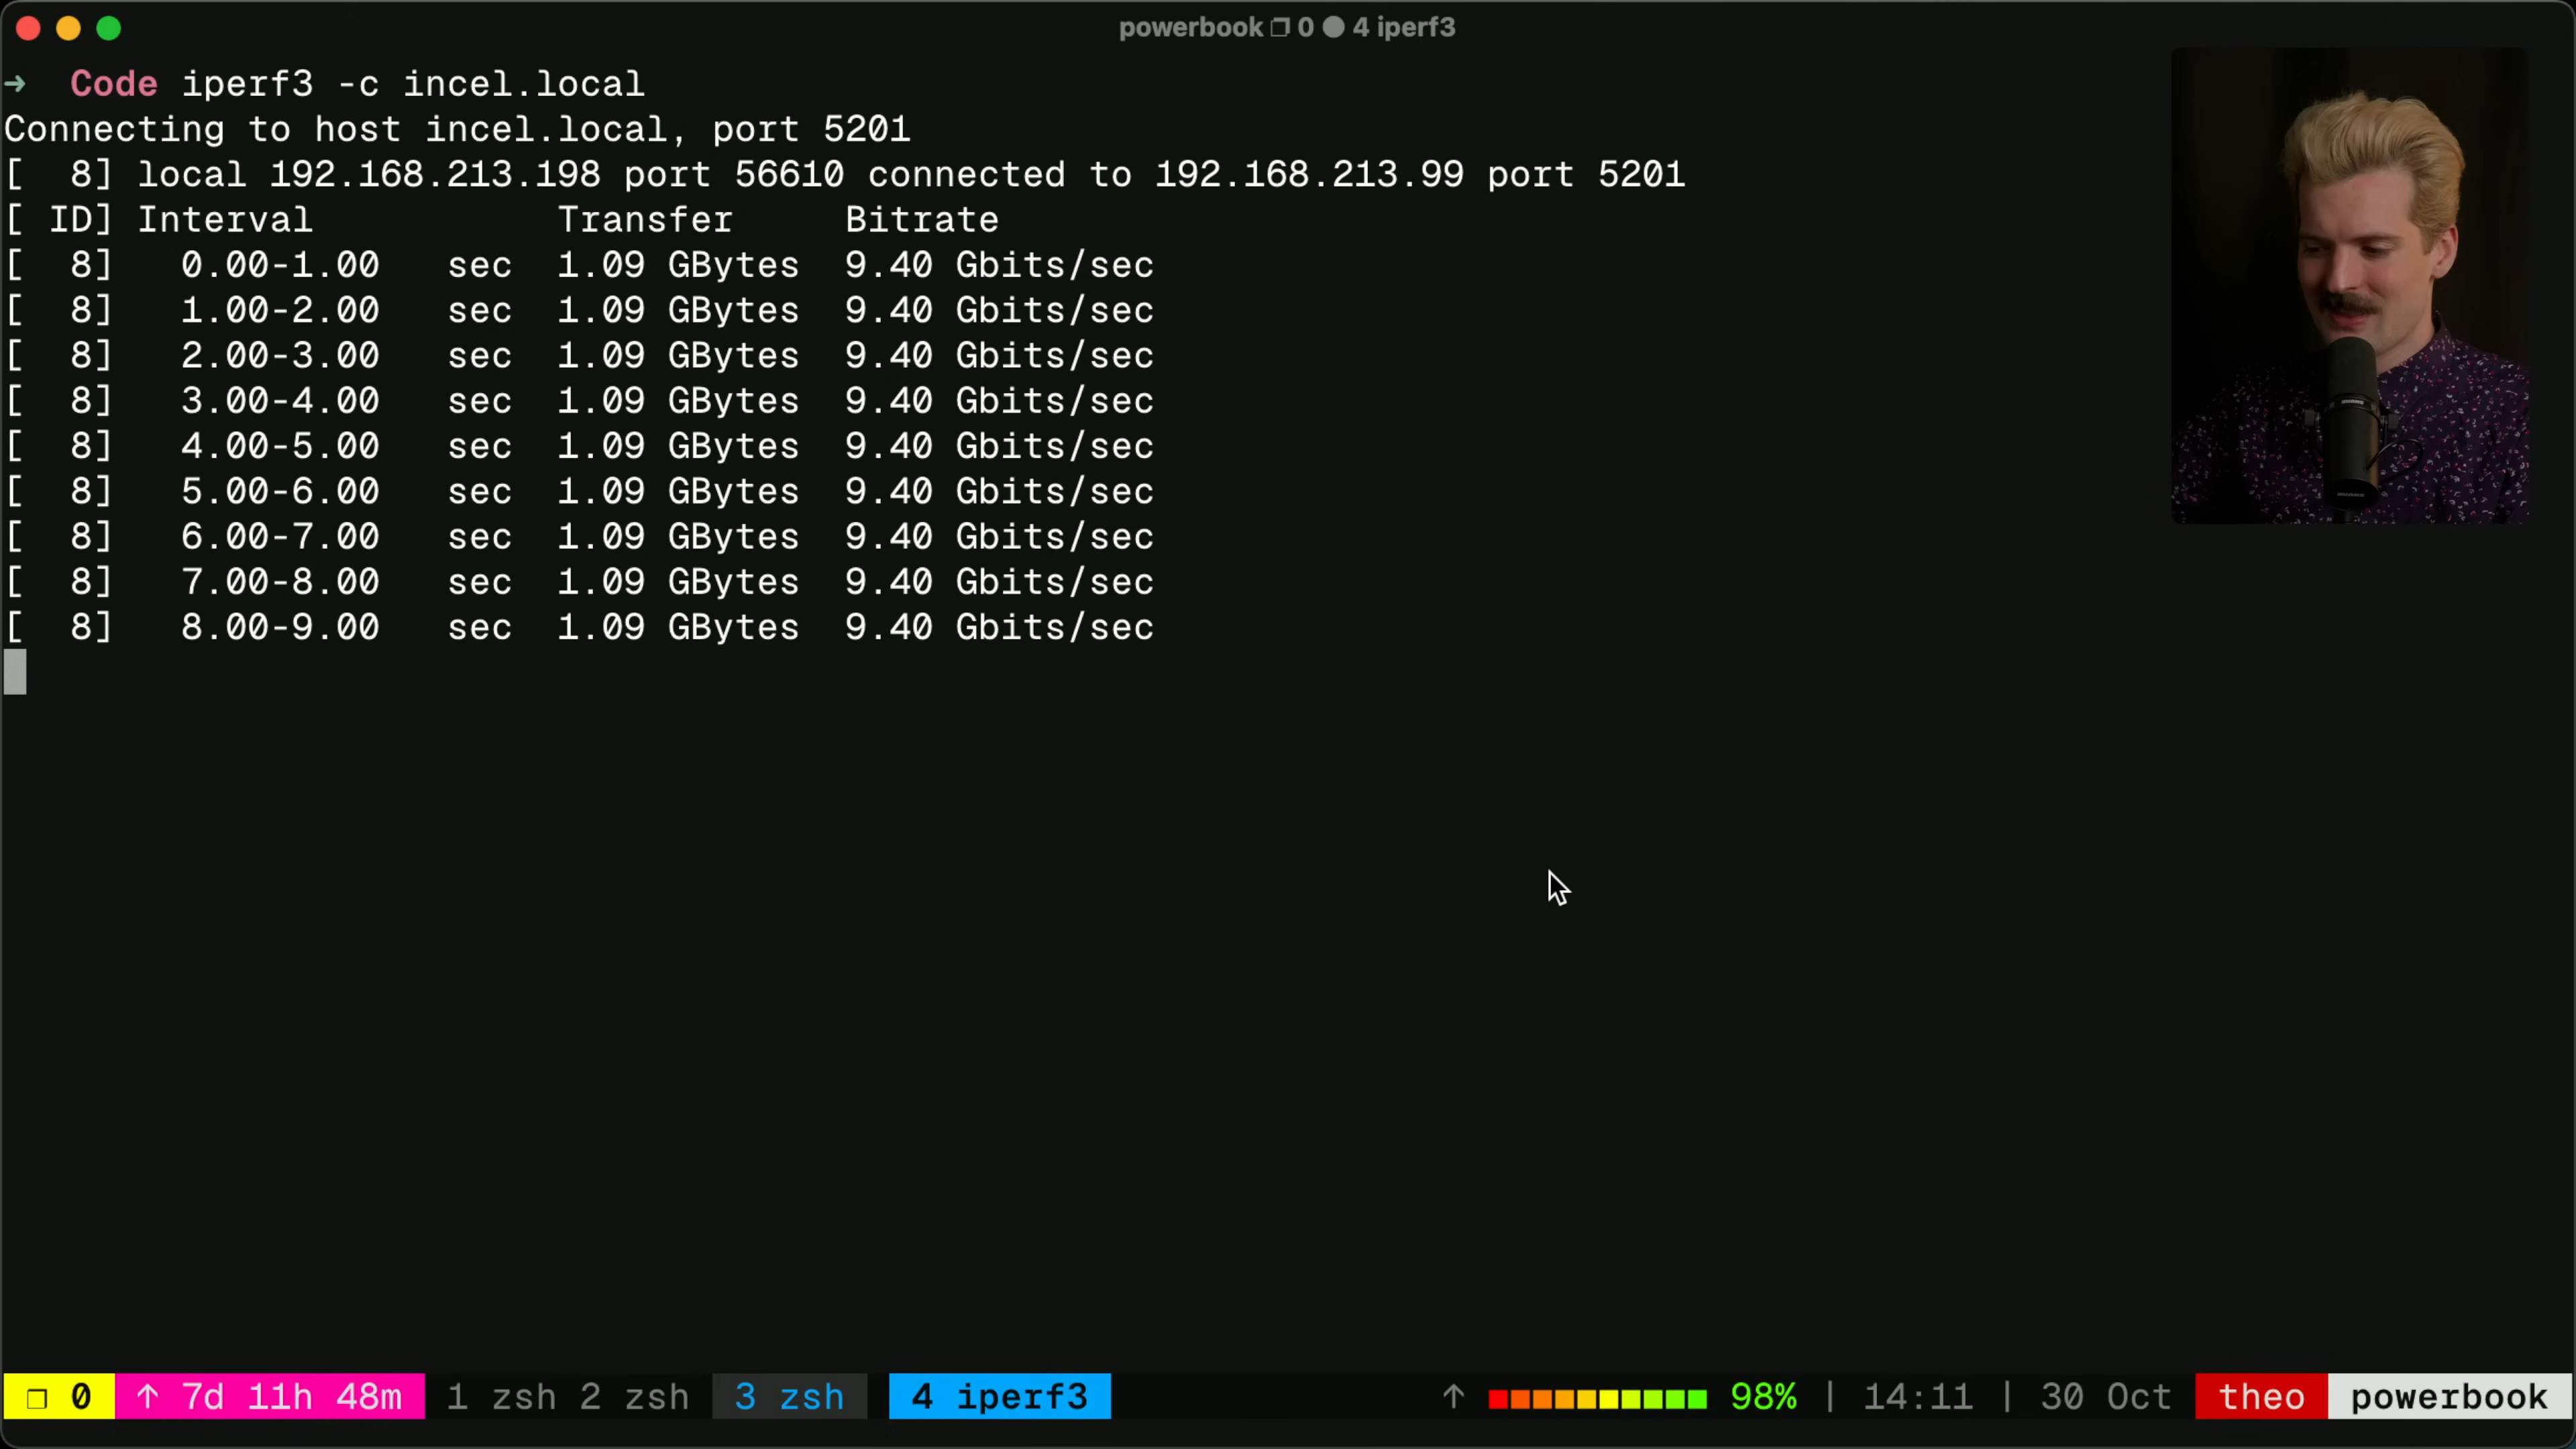 powerbook ❐ 0 ● 4 iperf3
→ Code iperf3 -c incel.local
Connecting to host incel.local, port 5201
[  8] local 192.168.213.198 port 56610 connected to 192.168.213.99 port 5201
[ ID] Interval           Transfer     Bitrate
[  8]   0.00-1.00   sec  1.09 GBytes  9.40 Gbits/sec
[  8]   1.00-2.00   sec  1.09 GBytes  9.40 Gbits/sec
[  8]   2.00-3.00   sec  1.09 GBytes  9.40 Gbits/sec
[  8]   3.00-4.00   sec  1.09 GBytes  9.40 Gbits/sec
[  8]   4.00-5.00   sec  1.09 GBytes  9.40 Gbits/sec
[  8]   5.00-6.00   sec  1.09 GBytes  9.40 Gbits/sec
[  8]   6.00-7.00   sec  1.09 GBytes  9.40 Gbits/sec
[  8]   7.00-8.00   sec  1.09 GBytes  9.40 Gbits/sec
[  8]   8.00-9.00   sec  1.09 GBytes  9.40 Gbits/sec
❐ 0 ↑ 7d 11h 48m 1 zsh 2 zsh 3 zsh 4 iperf3 ↑ 98% | 14:11 | 30 Oct theo powerbook